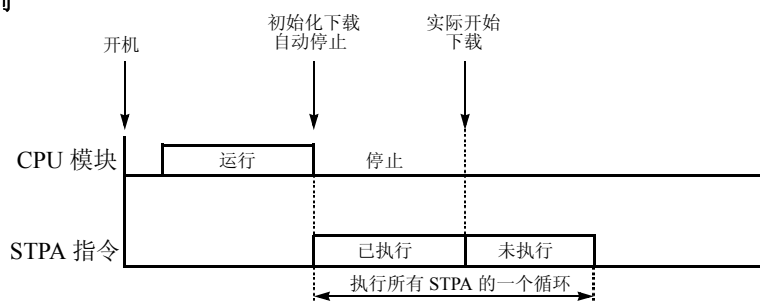 开机
初始化下载
自动停止
实际开始
下载
CPU 模块
运行
停止
STPA 指令
已执行
未执行
执行所有 STPA 的一个循环